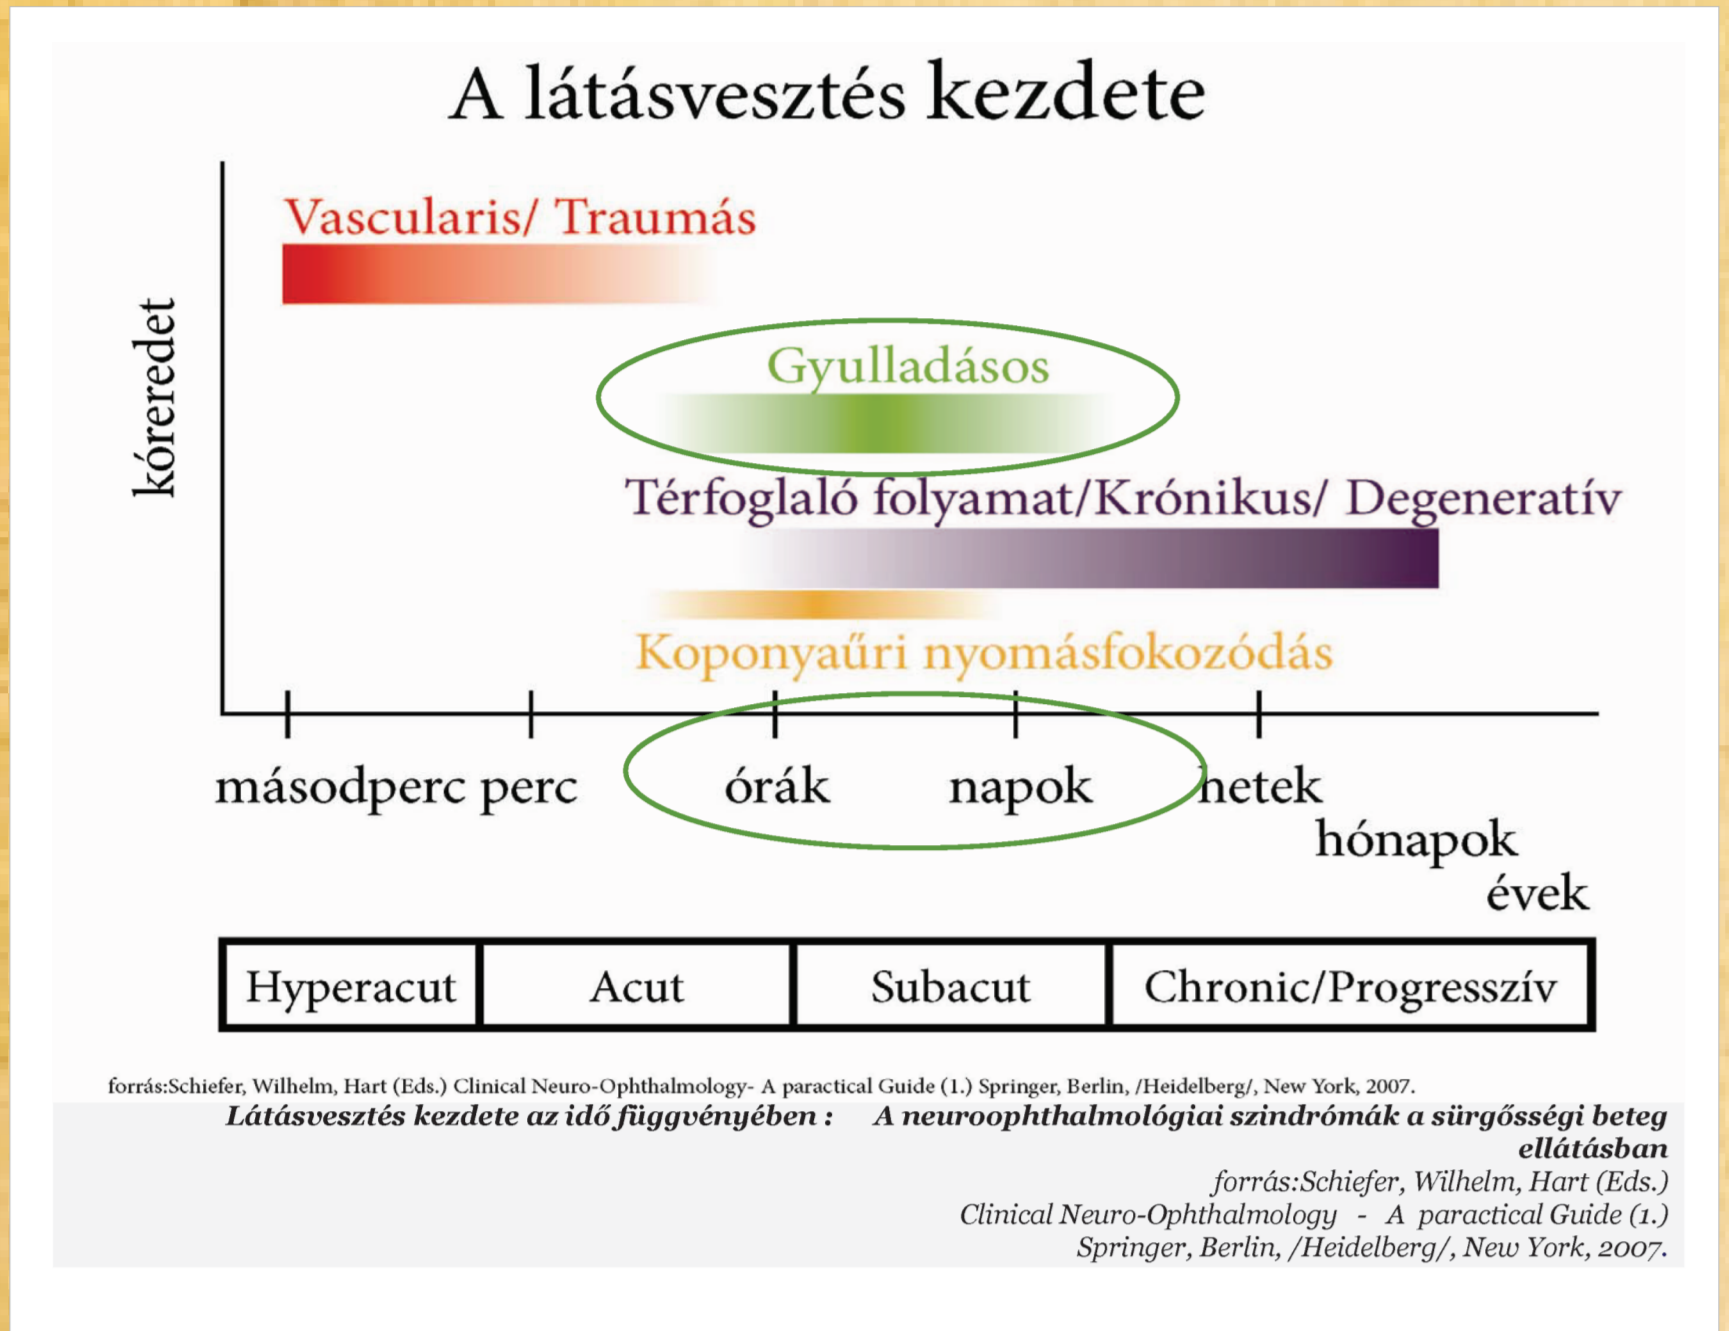 A látásvesztés kezdete
kóreredet
Vascularis/ Traumás
Gyulladásos
Térfoglaló folyamat/Krónikus/ Degeneratív
Koponyaűri nyomásfokozódás
másodperc perc órák napok hetek
hónapok
évek
Hyperacut Acut Subacut Chronic/Progresszív
forrás:Schiefer, Wilhelm, Hart (Eds.) Clinical Neuro-Ophthalmology- A paractical Guide (1.) Springer, Berlin, /Heidelberg/, New York, 2007.
Látásvesztés kezdete az idő függvényében : A neuroophthalmológiai szindrómák a sürgősségi beteg
ellátásban
forrás:Schiefer, Wilhelm, Hart (Eds.)
Clinical Neuro-Ophthalmology - A paractical Guide (1.)
Springer, Berlin, /Heidelberg/, New York, 2007.